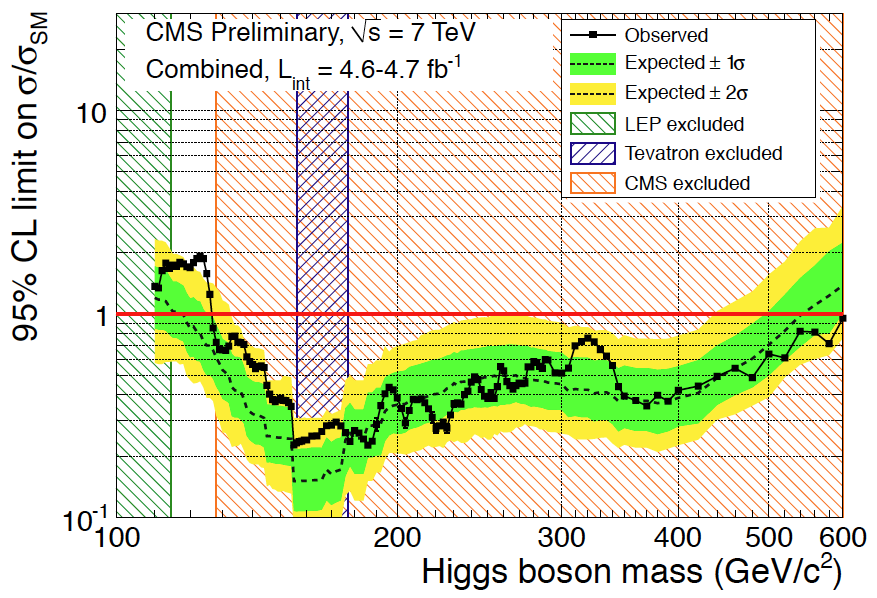 CMS Preliminary, √s = 7 TeV
Combined, L_int = 4.6-4.7 fb⁻¹
Observed
Expected ± 1σ
Expected ± 2σ
LEP excluded
Tevatron excluded
CMS excluded
95% CL limit on σ/σ_SM
10
1
10⁻¹
100
200
300
400
500
600
Higgs boson mass (GeV/c²)